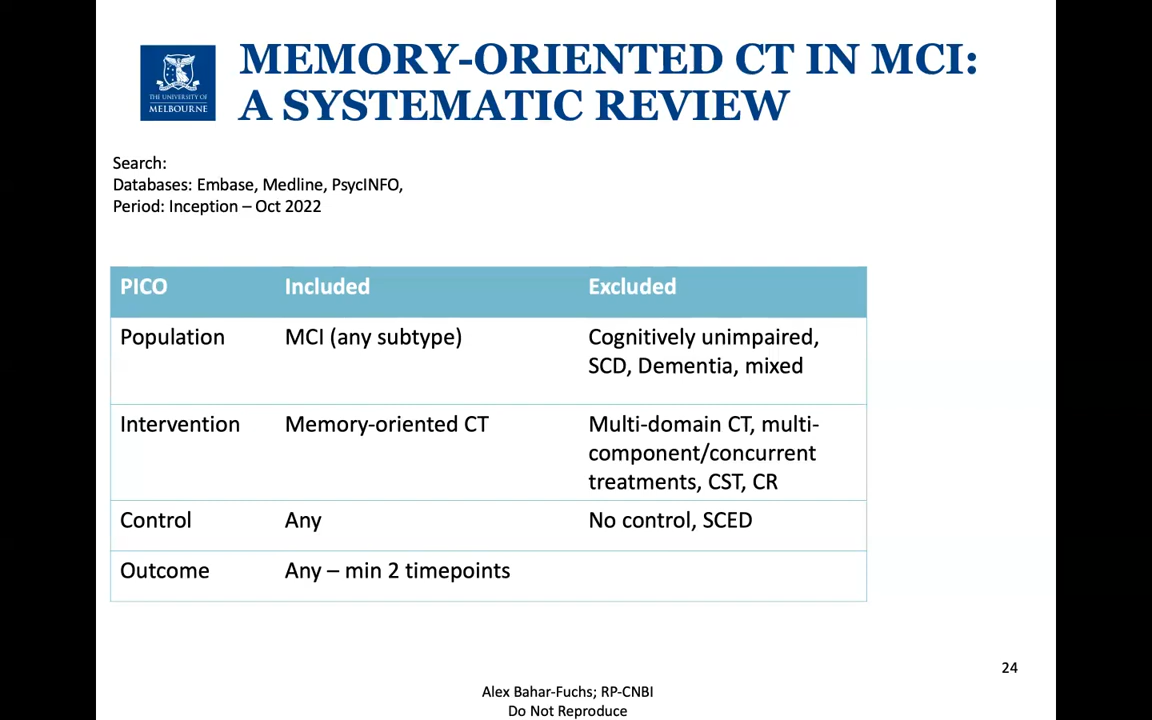 MEMORY-ORIENTED CT IN MCI:
A SYSTEMATIC REVIEW
THE UNIVERSITY OF
MELBOURNE
Search:
Databases: Embase, Medline, PsycINFO,
Period: Inception – Oct 2022
PICO Included Excluded
Population MCI (any subtype) Cognitively unimpaired,
SCD, Dementia, mixed
Intervention Memory-oriented CT Multi-domain CT, multi-
component/concurrent
treatments, CST, CR
Control Any No control, SCED
Outcome Any – min 2 timepoints
24
Alex Bahar-Fuchs; RP-CNBI
Do Not Reproduce